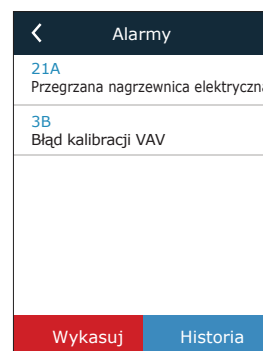 Alarmy
21A
Przegrzana nagrzewnica elektryczna
3B
Błąd kalibracji VAV
Wykasuj
Historia